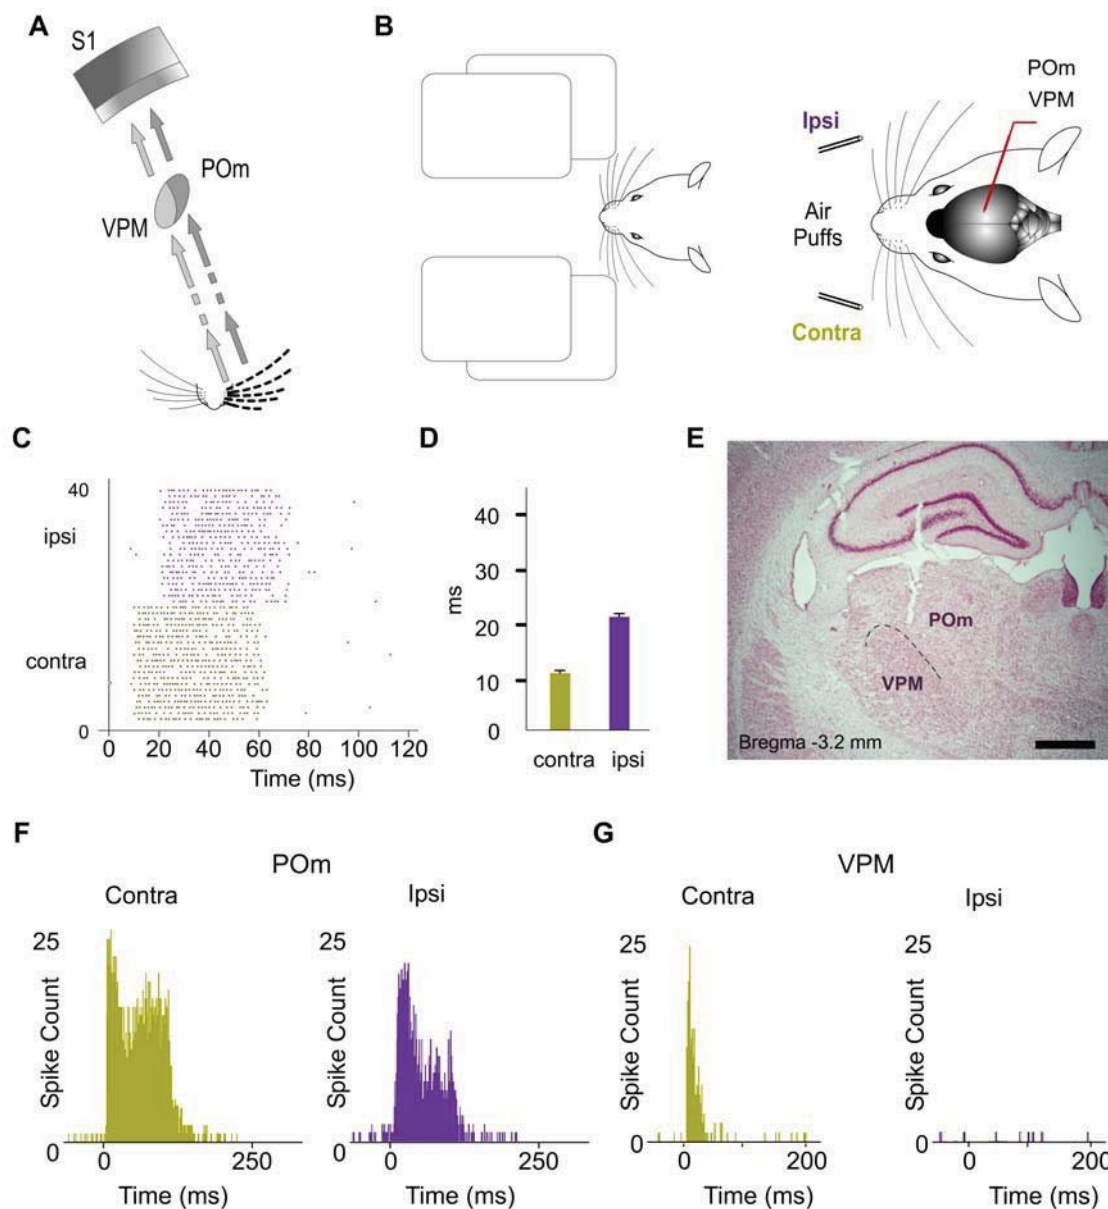 A
S1
POm
VPM
B
POm
VPM
Ipsi
Air
Puffs
Contra
C
40
ipsi
contra
0
0 20 40 60 80 100 120
Time (ms)
D
40
30
ms
20
10
0
contra ipsi
E
POm
VPM
Bregma -3.2 mm
F
POm
Contra
25
Spike Count
0
0 250
Time (ms)
Ipsi
25
Spike Count
0
0 250
Time (ms)
G
VPM
Contra
25
Spike Count
0
0 200
Time (ms)
Ipsi
25
Spike Count
0
0 200
Time (ms)